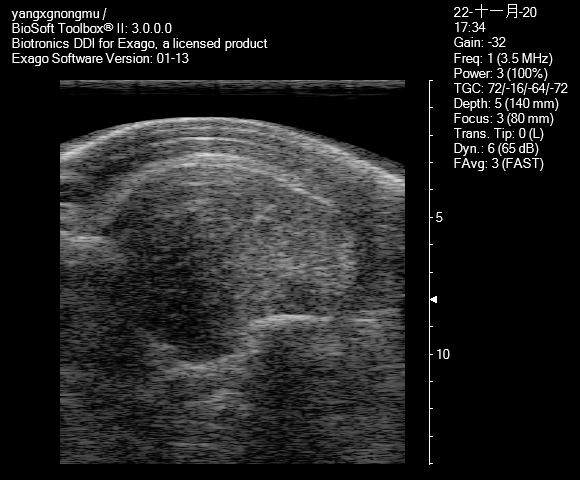 yangxgnongmu /
BioSoft Toolbox® II: 3.0.0.0
Biotronics DDI for Exago, a licensed product
Exago Software Version: 01-13
22-十一月-20
17:34
Gain: -32
Freq: 1 (3.5 MHz)
Power: 3 (100%)
TGC: 72/-16/-64/-72
Depth: 5 (140 mm)
Focus: 3 (80 mm)
Trans. Tip: 0 (L)
Dyn.: 6 (65 dB)
FAvg: 3 (FAST)
5
10